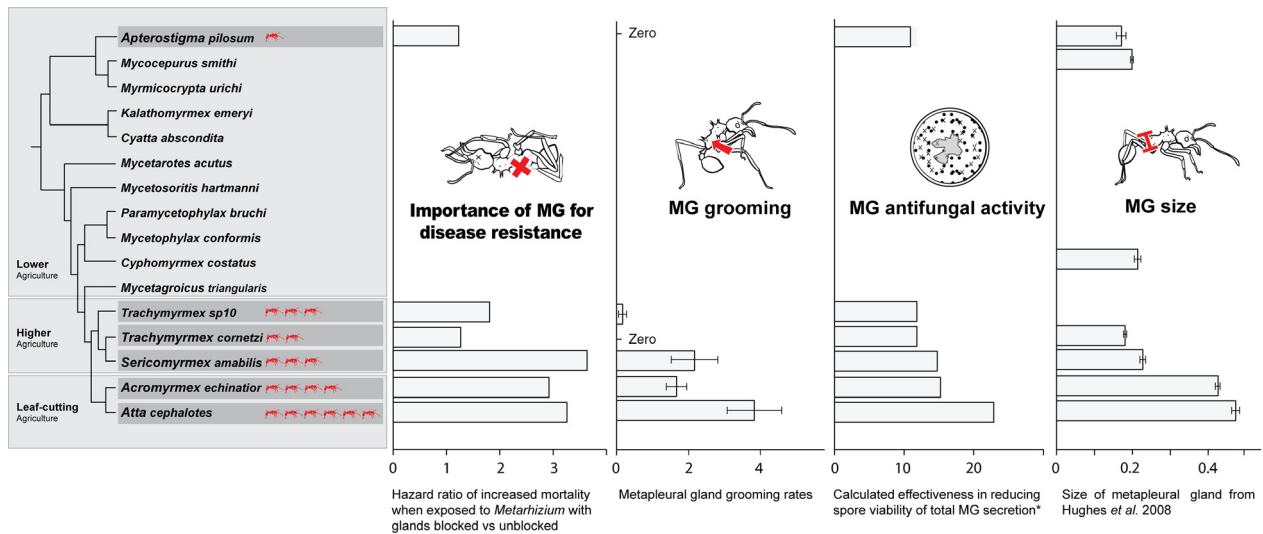 Apterostigma pilosum
Mycocepurus smithi
Myrmicocrypta urichi
Kalathomyrmex emeryi
Cyatta abscondita
Mycetarotes acutus
Mycetosoritis hartmanni
Paramycetophylax bruchi
Mycetophylax conformis
Cyphomyrmex costatus
Mycetagroicus triangularis
Trachymyrmex sp10
Trachymyrmex cornetzi
Sericomyrmex amabilis
Acromyrmex echinatior
Atta cephalotes
Lower
Agriculture
Higher
Agriculture
Leaf-cutting
Agriculture
Importance of MG for
disease resistance
0 1 2 3
Hazard ratio of increased mortality
when exposed to Metarhizium with
glands blocked vs unblocked
Zero
MG grooming
Zero
0 2 4
Metapleural gland grooming rates
MG antifungal activity
0 10 20 30
Calculated effectiveness in reducing
spore viability of total MG secretion*
MG size
0 0.2 0.4
Size of metapleural gland from
Hughes et al. 2008